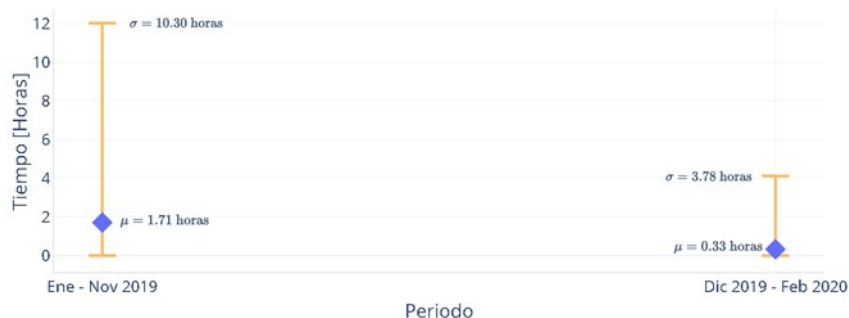 12
σ = 10.30 horas
10
8
6
4
σ = 3.78 horas
2
μ = 1.71 horas
μ = 0.33 horas
0
Tiempo [Horas]
Ene - Nov 2019
Dic 2019 - Feb 2020
Periodo